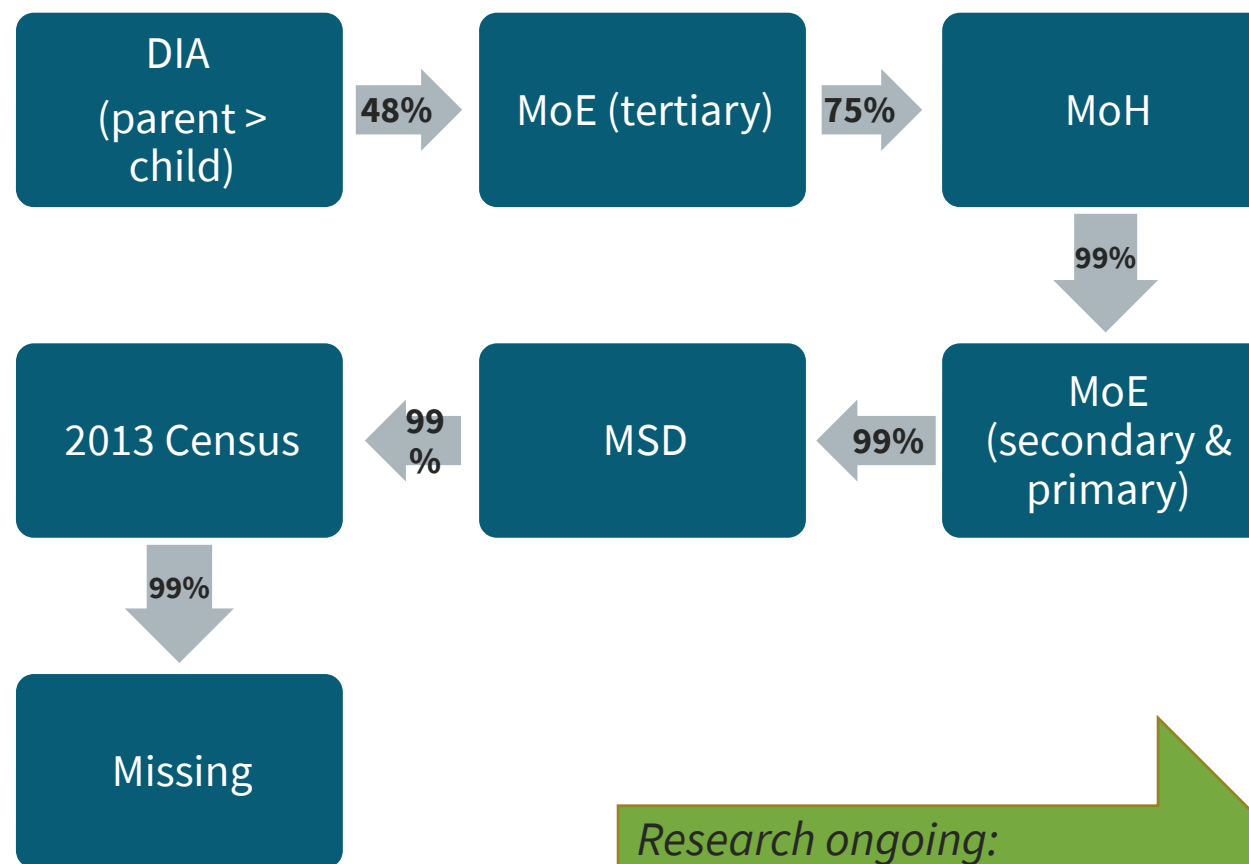 DIA
(parent >
child)
48%
MoE (tertiary)
75%
MoH
99%
MoE
(secondary &
primary)
99%
MSD
99
%
2013 Census
99%
Missing
Research ongoing: